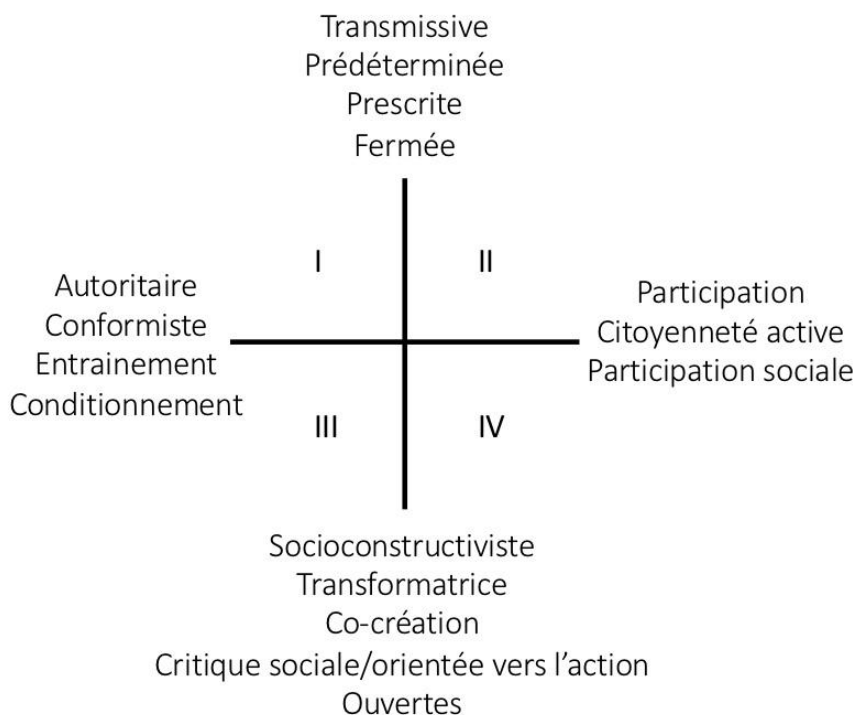 Transmissive
Prédéterminée
Prescrite
Fermée
I
II
Autoritaire
Conformiste
Entrainement
Conditionnement
Participation
Citoyenneté active
Participation sociale
III
IV
Socioconstructiviste
Transformatrice
Co-création
Critique sociale/orientée vers l'action
Ouvertes